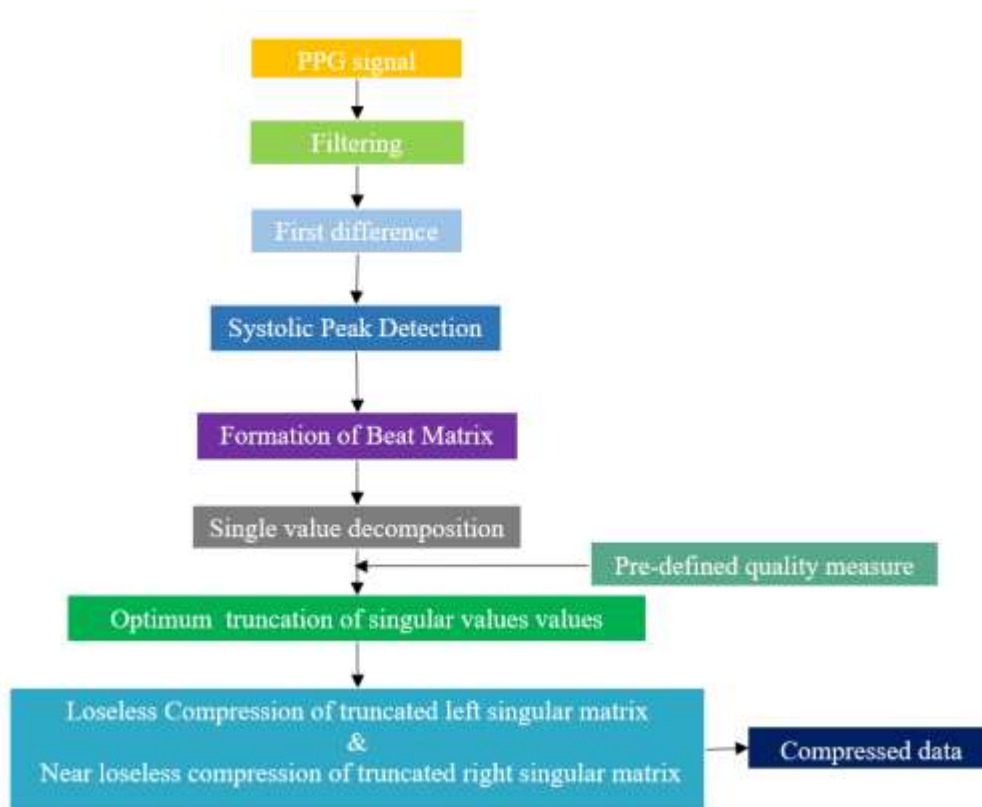 PPG signal
Filtering
First difference
Systolic Peak Detection
Formation of Beat Matrix
Single value decomposition
Pre-defined quality measure
Optimum truncation of singular values values
Loseless Compression of truncated left singular matrix
&
Near loseless compression of truncated right singular matrix
Compressed data